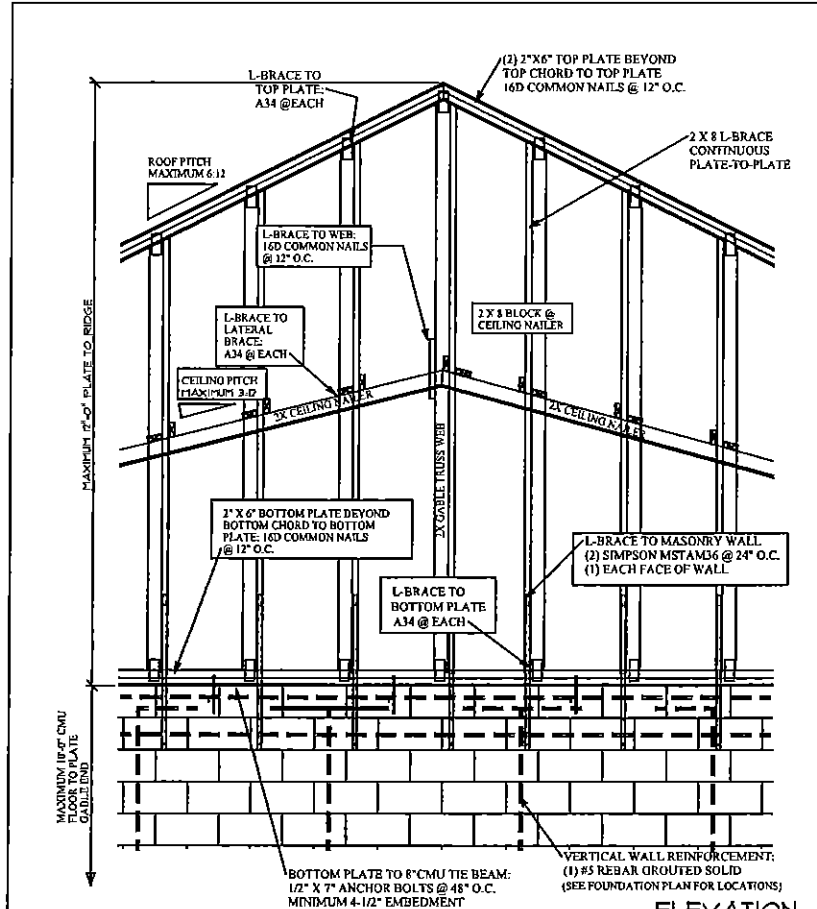 (2) 2"X6" TOP PLATE BEYOND
TOP CHORD TO TOP PLATE
16D COMMON NAILS @ 12" O.C.
L-BRACE TO
TOP PLATE:
A34 @EACH
2 X 8 L-BRACE
CONTINUOUS
PLATE-TO-PLATE
ROOF PITCH
MAXIMUM 6:12
L-BRACE TO WEB:
16D COMMON NAILS
@ 12" O.C.
L-BRACE TO
LATERAL
BRACE:
A34 @ EACH
2 X 8 BLOCK @
CEILING NAILER
CEILING PITCH
MAXIMUM 3:12
2X CEILING NAILER
2X CEILING NAILER
MAXIMUM 12'-0" PLATE TO RIDGE
2X GABLE TRUSS WEB
2" X 6" BOTTOM PLATE BEYOND
BOTTOM CHORD TO BOTTOM
PLATE: 16D COMMON NAILS
@ 12" O.C.
L-BRACE TO MASONRY WALL
(2) SIMPSON MSTAM36 @ 24" O.C.
(1) EACH FACE OF WALL
L-BRACE TO
BOTTOM PLATE
A34 @ EACH
MAXIMUM 10'-0" CMU
FLOOR TO PLATE
GABLE END
BOTTOM PLATE TO 8"CMU TIE BEAM:
1/2" X 7" ANCHOR BOLTS @ 48" O.C.
MINIMUM 4-1/2" EMBEDMENT
VERTICAL WALL REINFORCEMENT:
(1) #5 REBAR GROUTED SOLID
(SEE FOUNDATION PLAN FOR LOCATIONS)
ELEVATION